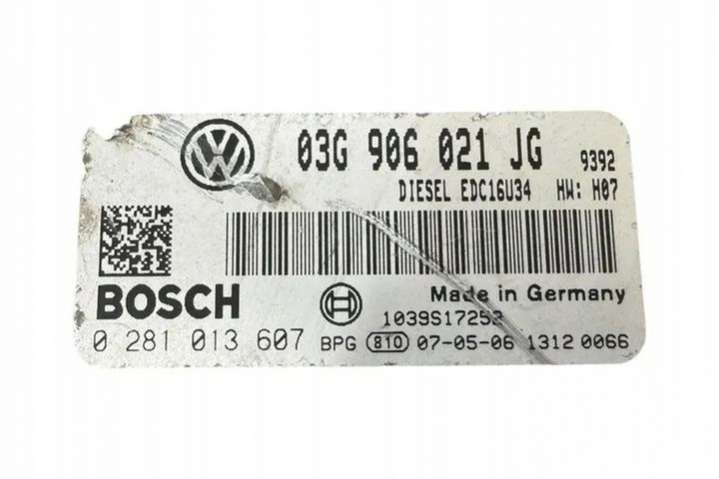 03G 906 021 JG 9392
DIESEL EDC16U34 HW: H07
BOSCH
Made in Germany
1039S17252
0 281 013 607 BPG 810 07-05-06 1312 0066